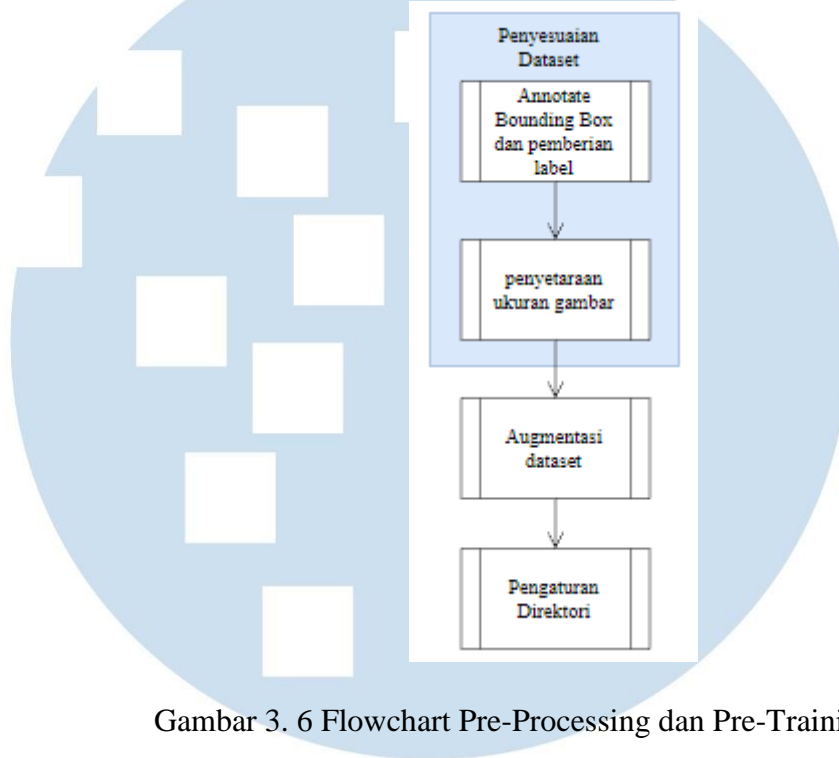 Penyesuaian
Dataset
Annotate
Bounding Box
dan pemberian
label
penyetaraan
ukuran gambar
Augmentasi
dataset
Pengaturan
Direktori
Gambar 3. 6 Flowchart Pre-Processing dan Pre-Traini